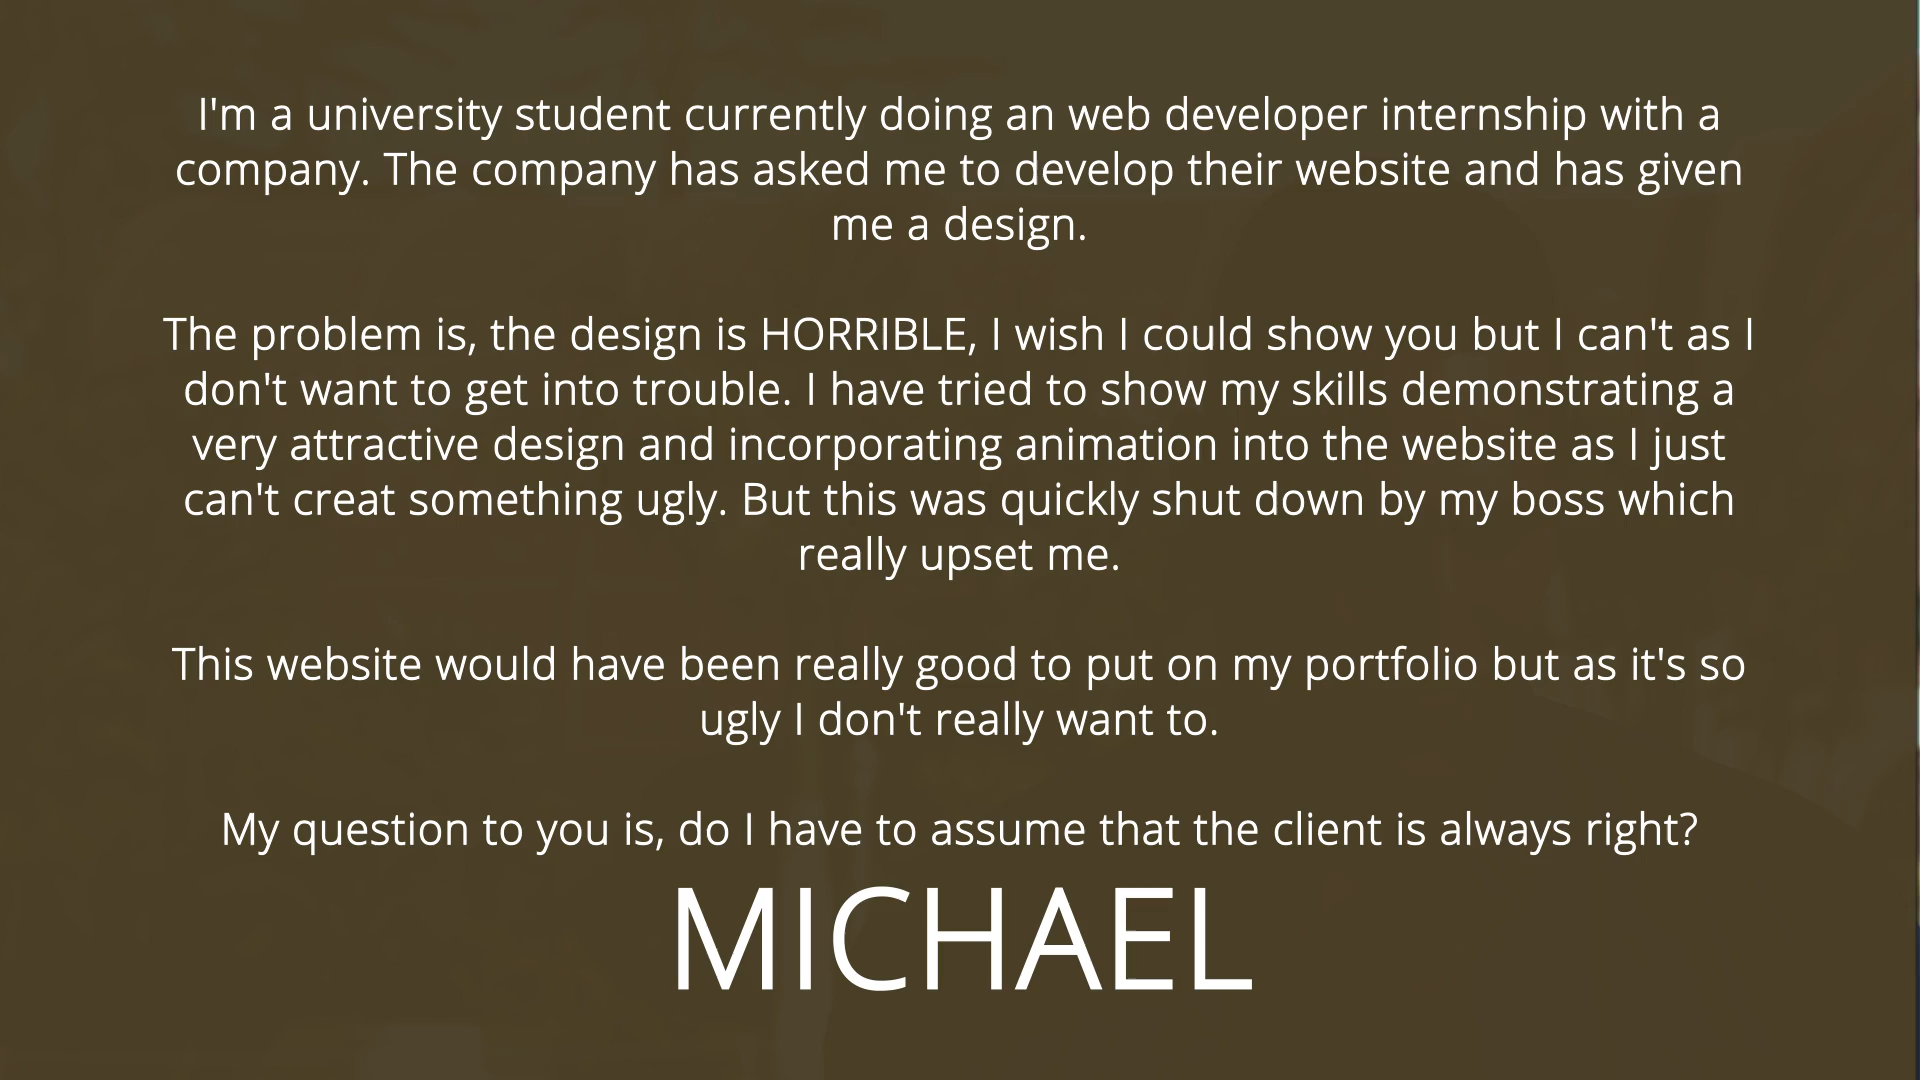 I'm a university student currently doing an web developer internship with a
company. The company has asked me to develop their website and has given
me a design.
The problem is, the design is HORRIBLE, I wish I could show you but I can't as I
don't want to get into trouble. I have tried to show my skills demonstrating a
very attractive design and incorporating animation into the website as I just
can't creat something ugly. But this was quickly shut down by my boss which
really upset me.
This website would have been really good to put on my portfolio but as it's so
ugly I don't really want to.
My question to you is, do I have to assume that the client is always right?
MICHAEL